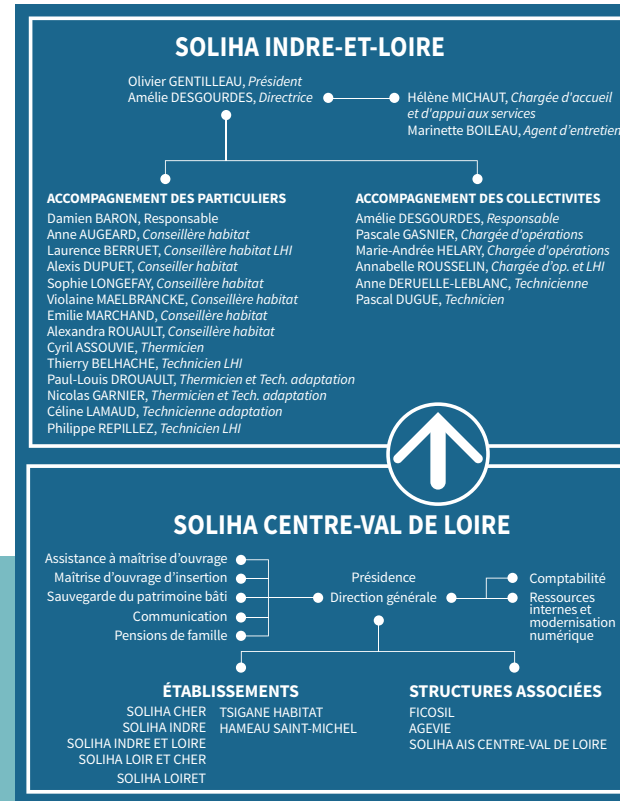 SOLIHA INDRE-ET-LOIRE
Olivier GENTILLEAU, Président
Amélie DESGOURDES, Directrice
Hélène MICHAUT, Chargée d'accueil
et d'appui aux services
Marinette BOILEAU, Agent d'entretien
ACCOMPAGNEMENT DES PARTICULIERS
Damien BARON, Responsable
Anne AUGEARD, Conseillère habitat
Laurence BERRUET, Conseillère habitat LHI
Alexis DUPUET, Conseiller habitat
Sophie LONGEFAY, Conseillère habitat
Violaine MAELBRANCKE, Conseillère habitat
Emilie MARCHAND, Conseillère habitat
Alexandra ROUAULT, Conseillère habitat
Cyril ASSOUVIE, Thermicien
Thierry BELHACHE, Technicien LHI
Paul-Louis DROUAULT, Thermicien et Tech. adaptation
Nicolas GARNIER, Thermicien et Tech. adaptation
Céline LAMAUD, Technicienne adaptation
Philippe REPILLEZ, Technicien LHI
ACCOMPAGNEMENT DES COLLECTIVITES
Amélie DESGOURDES, Responsable
Pascale GASNIER, Chargée d'opérations
Marie-Andrée HELARY, Chargée d'opérations
Annabelle ROUSSELIN, Chargée d'op. et LHI
Anne DERUELLE-LEBLANC, Technicienne
Pascal DUGUE, Technicien
SOLIHA CENTRE-VAL DE LOIRE
Assistance à maîtrise d'ouvrage
Maîtrise d'ouvrage d'insertion
Sauvegarde du patrimoine bâti
Communication
Pensions de famille
Présidence
Direction générale
Comptabilité
Ressources
internes et
modernisation
numérique
ÉTABLISSEMENTS
SOLIHA CHER
SOLIHA INDRE
SOLIHA INDRE ET LOIRE
SOLIHA LOIR ET CHER
SOLIHA LOIRET
TSIGANE HABITAT
HAMEAU SAINT-MICHEL
STRUCTURES ASSOCIÉES
FICOSIL
AGEVIE
SOLIHA AIS CENTRE-VAL DE LOIRE